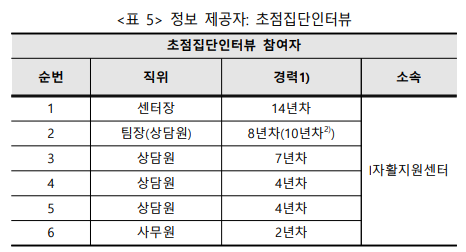 <표 5> 정보 제공자: 초점집단인터뷰
초점집단인터뷰 참여자
순번 직위 경력1) 소속
1 센터장 14년차
2 팀장(상담원) 8년차(10년차2))
3 상담원 7년차
I자활지원센터
4 상담원 4년차
5 상담원 4년차
6 사무원 2년차